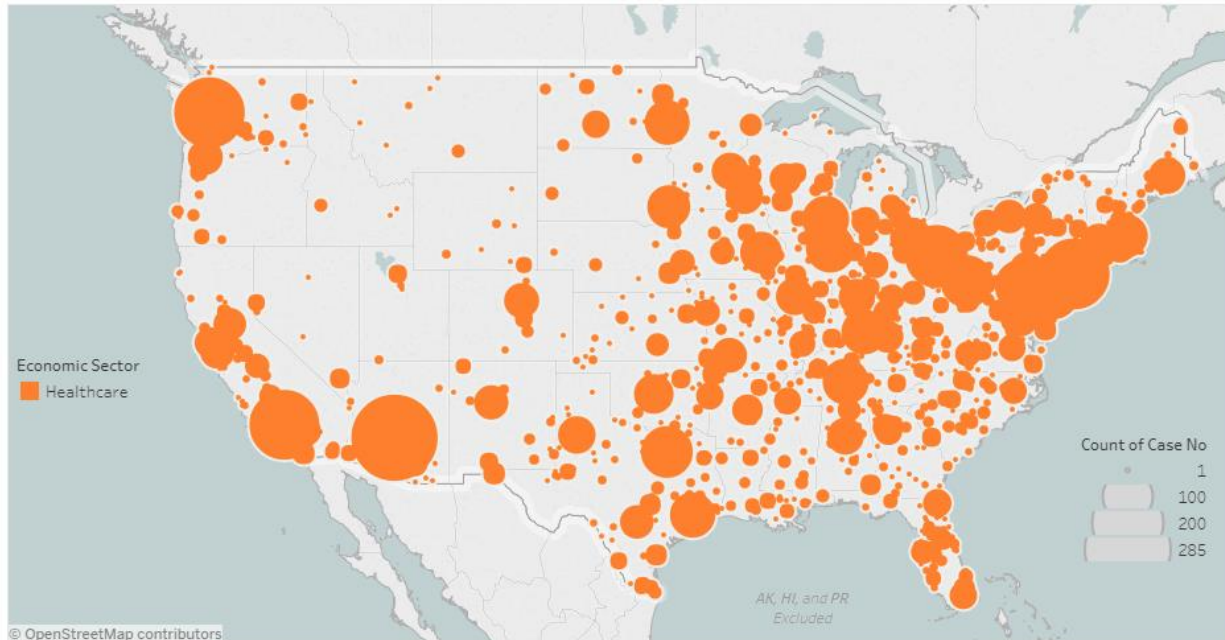 Economic Sector
Healthcare
Count of Case No
1
100
200
285
AK, HI, and PR
Excluded
© OpenStreetMap contributors